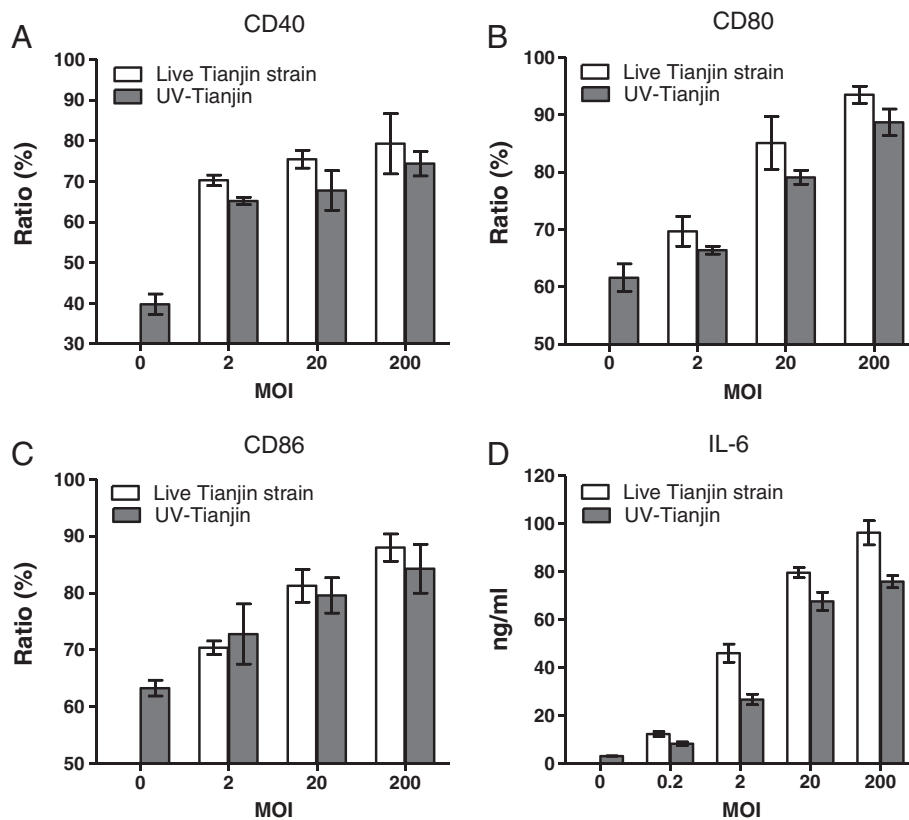 A
CD40
Ratio (%)
100
90
80
70
60
50
40
30
Live Tianjin strain
UV-Tianjin
0 2 20 200
MOI
B
CD80
Ratio (%)
100
90
80
70
60
50
Live Tianjin strain
UV-Tianjin
0 2 20 200
MOI
C
CD86
Ratio (%)
100
90
80
70
60
50
Live Tianjin strain
UV-Tianjin
0 2 20 200
MOI
D
IL-6
ng/ml
120
100
80
60
40
20
0
Live Tianjin strain
UV-Tianjin
0 0.2 2 20 200
MOI